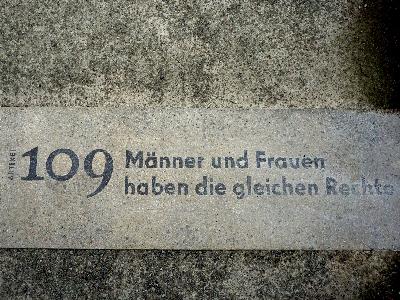 ARTIKEL
109
Männer und Frauen
haben die gleichen Rechte